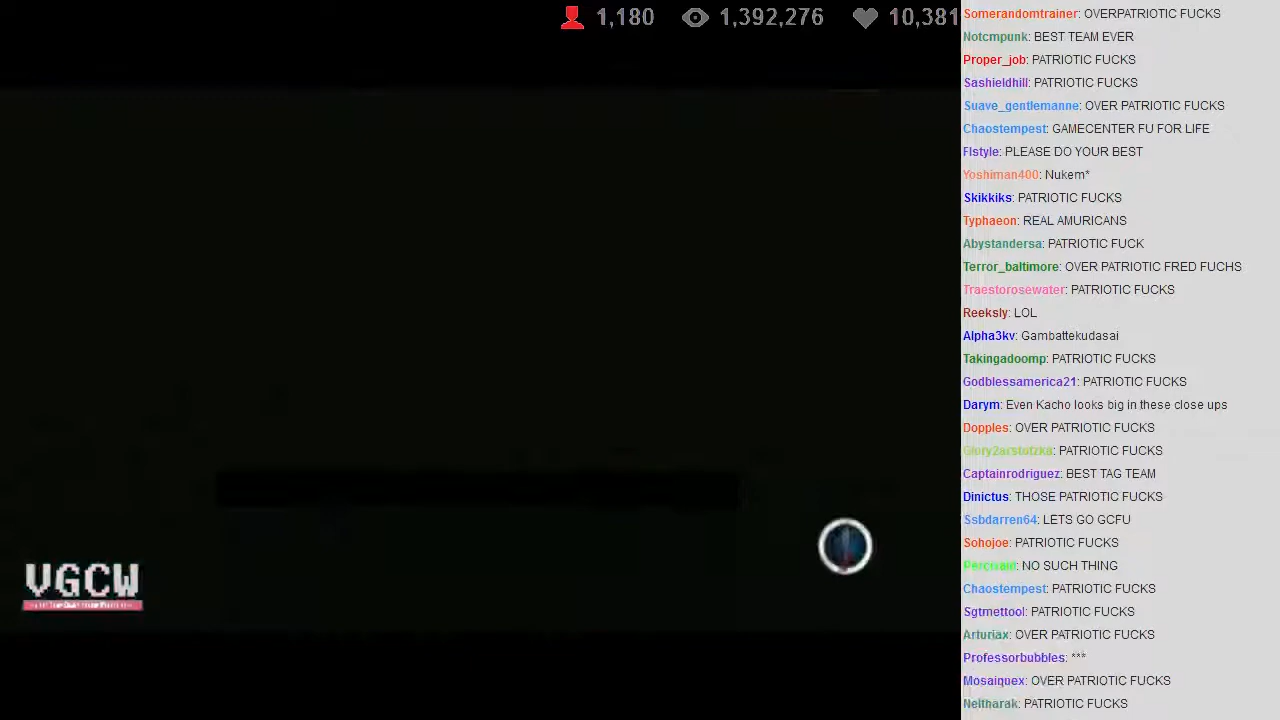 1,180 1,392,276 10,381
Somerandomtrainer: OVERPATRIOTIC FUCKS
Notcmpunk: BEST TEAM EVER
Proper_job: PATRIOTIC FUCKS
Sashieldhill: PATRIOTIC FUCKS
Suave_gentlemanne: OVER PATRIOTIC FUCKS
Chaostempest: GAMECENTER FU FOR LIFE
Flstyle: PLEASE DO YOUR BEST
Yoshiman400: Nukem*
Skikkiks: PATRIOTIC FUCKS
Typhaeon: REAL AMURICANS
Abystandersa: PATRIOTIC FUCK
Terror_baltimore: OVER PATRIOTIC FRED FUCHS
Traestorosewater: PATRIOTIC FUCKS
Reeksly: LOL
Alpha3kv: Gambattekudasai
Takingadoomp: PATRIOTIC FUCKS
Godblessamerica21: PATRIOTIC FUCKS
Darym: Even Kacho looks big in these close ups
Dopples: OVER PATRIOTIC FUCKS
Glory2arstotzka: PATRIOTIC FUCKS
Captainrodriguez: BEST TAG TEAM
Dinictus: THOSE PATRIOTIC FUCKS
Ssbdarren64: LETS GO GCFU
Sohojoe: PATRIOTIC FUCKS
NO SUCH THING
Chaostempest: PATRIOTIC FUCKS
Sgtmettool: PATRIOTIC FUCKS
OVER PATRIOTIC FUCKS
Professorbubbles: ***
Mosaiquex: OVER PATRIOTIC FUCKS
Neitharak: PATRIOTIC FUCKS
VGCW